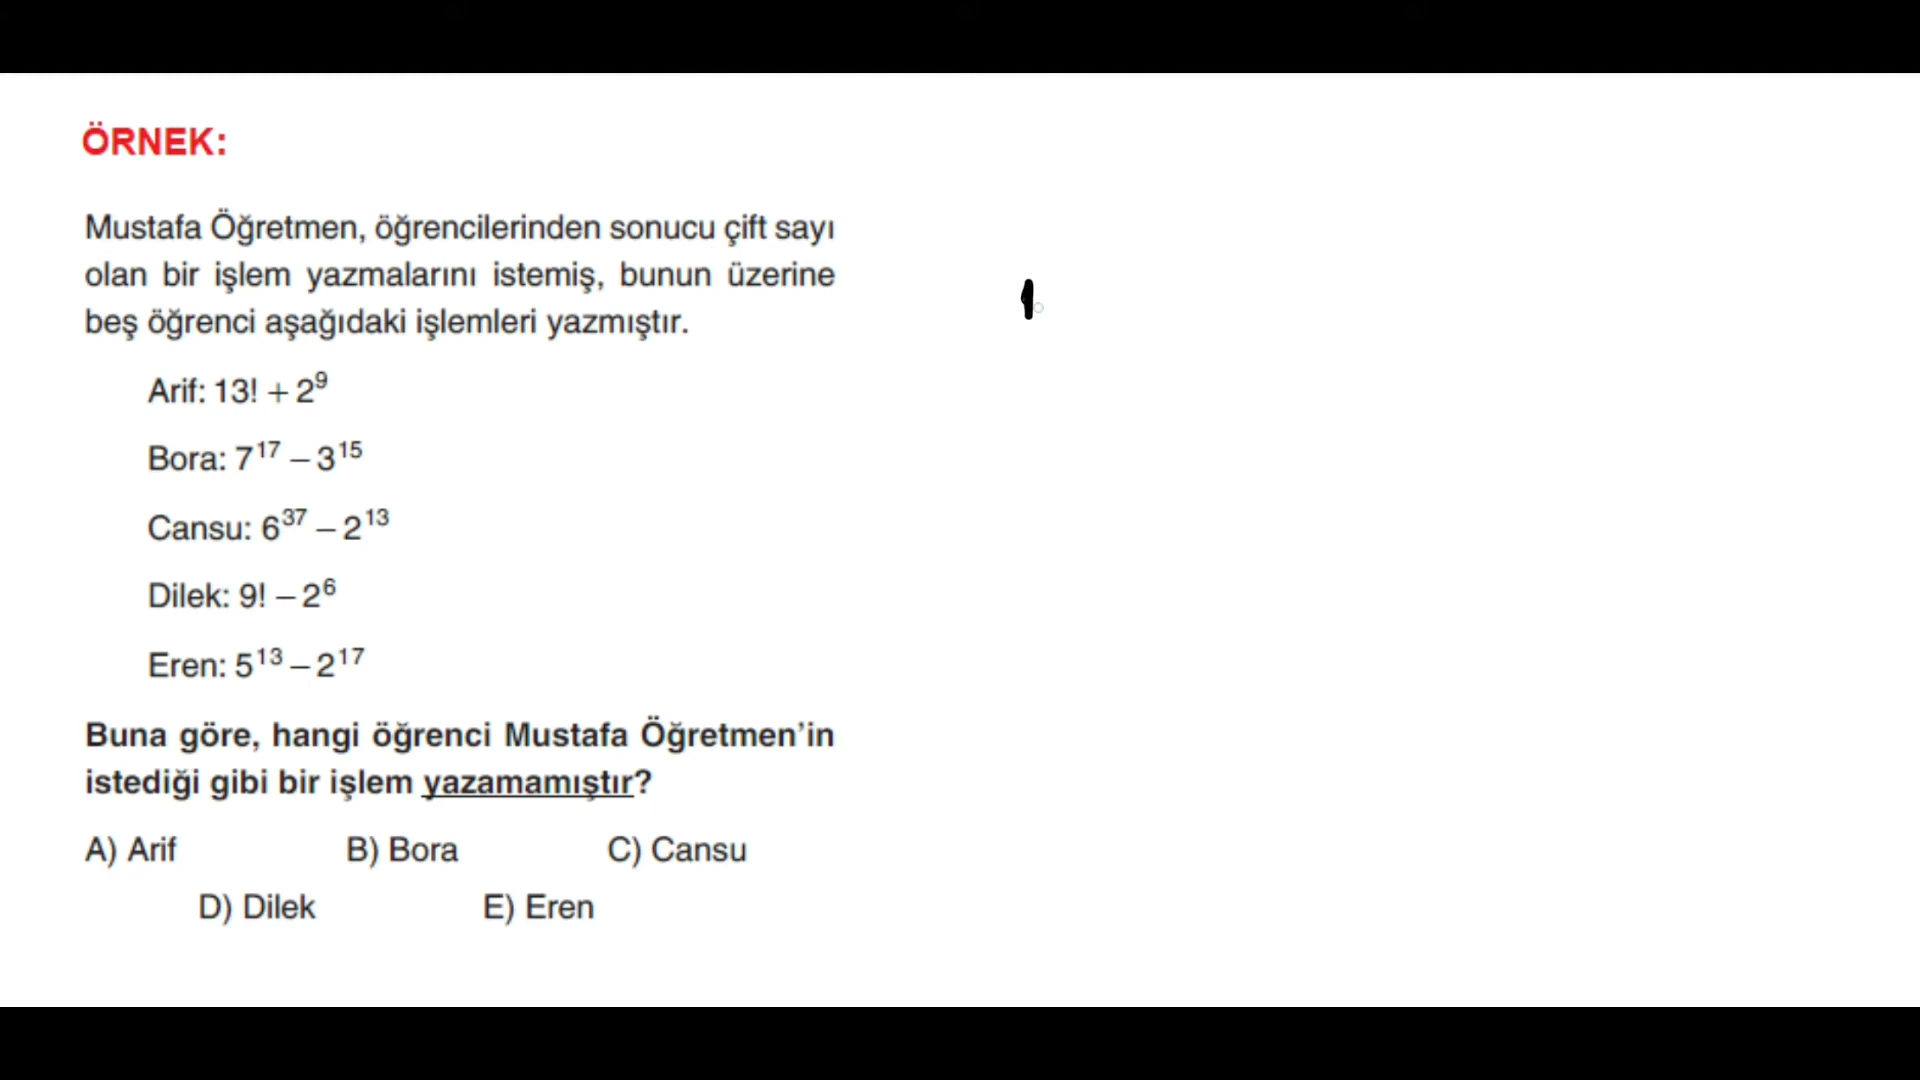 ÖRNEK:
Mustafa Öğretmen, öğrencilerinden sonucu çift sayı
olan bir işlem yazmalarını istemiş, bunun üzerine
beş öğrenci aşağıdaki işlemleri yazmıştır.
Arif: 13! + 2⁹
Bora: 7¹⁷ – 3¹⁵
Cansu: 6³⁷ – 2¹³
Dilek: 9! – 2⁶
Eren: 5¹³ – 2¹⁷
Buna göre, hangi öğrenci Mustafa Öğretmen’in
istediği gibi bir işlem yazamamıştır?
A) Arif B) Bora C) Cansu
D) Dilek E) Eren